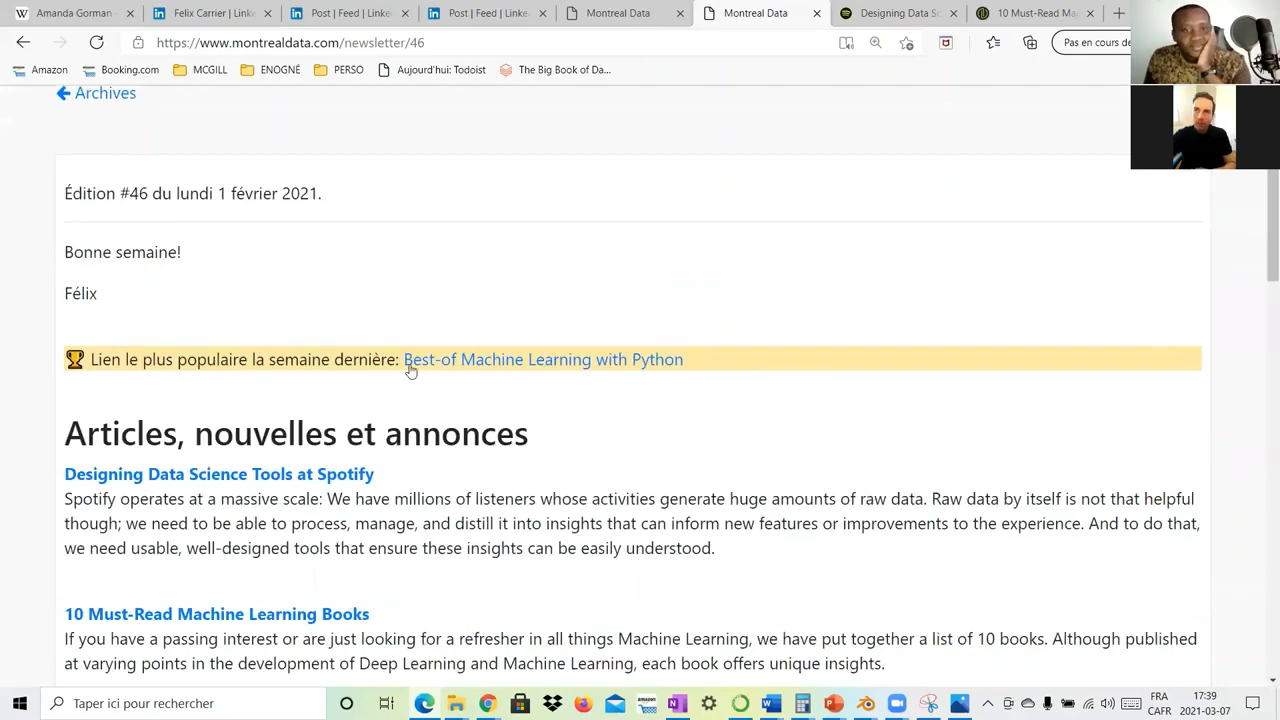 Amanda Gorman -
Felix Carrier | Linke
Post | Feed | Linke
Post | Feed | Linke
Montreal Data
Montreal Data
Designing Data Sc
10 Must-Read Ma
https://www.montrealdata.com/newsletter/46
Pas en cours de
Amazon
Booking.com
MCGILL
ENOGNÉ
PERSO
Aujourd'hui: Todoist
The Big Book of Da...
Archives
Édition #46 du lundi 1 février 2021.
Bonne semaine!
Félix
Lien le plus populaire la semaine dernière: Best-of Machine Learning with Python
Articles, nouvelles et annonces
Designing Data Science Tools at Spotify
Spotify operates at a massive scale: We have millions of listeners whose activities generate huge amounts of raw data. Raw data by itself is not that helpful
though; we need to be able to process, manage, and distill it into insights that can inform new features or improvements to the experience. And to do that,
we need usable, well-designed tools that ensure these insights can be easily understood.
10 Must-Read Machine Learning Books
If you have a passing interest or are just looking for a refresher in all things Machine Learning, we have put together a list of 10 books. Although published
at varying points in the development of Deep Learning and Machine Learning, each book offers unique insights.
Taper ici pour rechercher
FRA
CAFR
17:39
2021-03-07